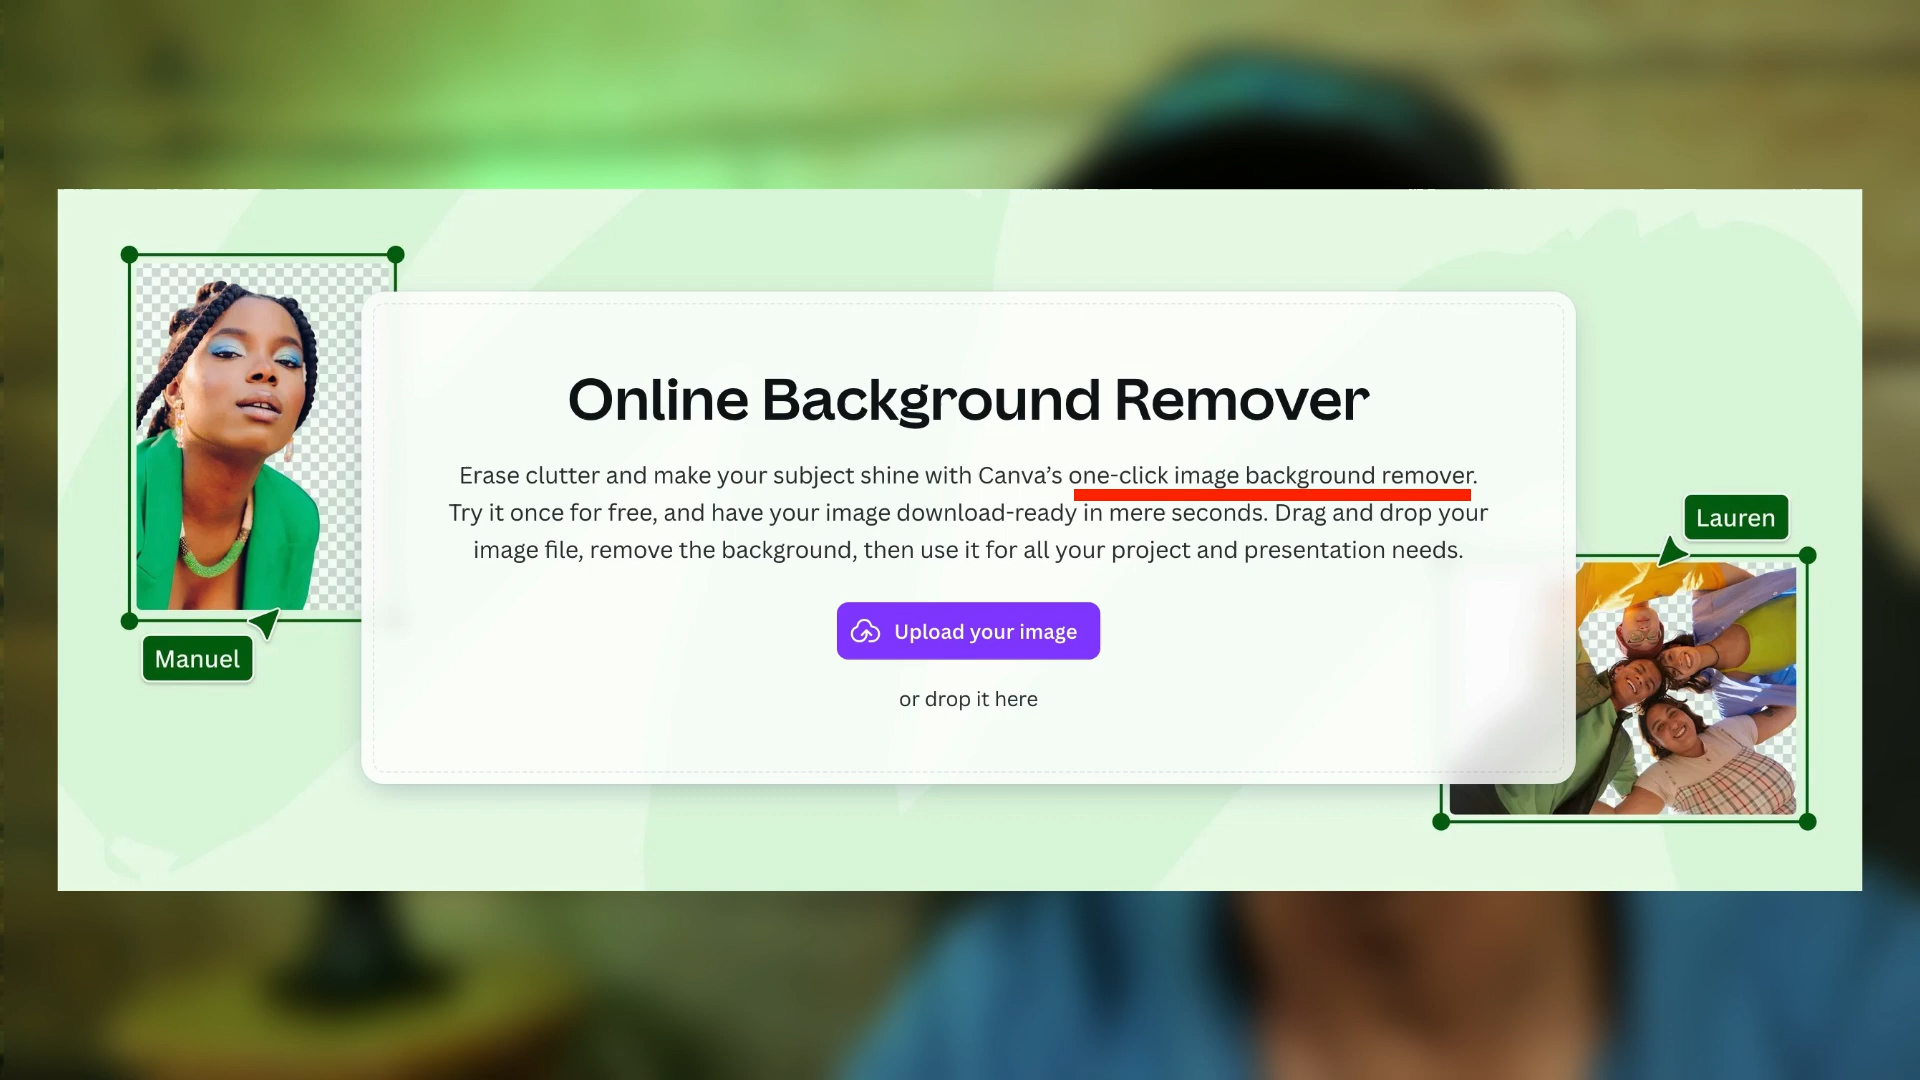 Online Background Remover
Erase clutter and make your subject shine with Canva’s one-click image background remover.
Try it once for free, and have your image download-ready in mere seconds. Drag and drop your
image file, remove the background, then use it for all your project and presentation needs.
Upload your image
or drop it here
Manuel
Lauren